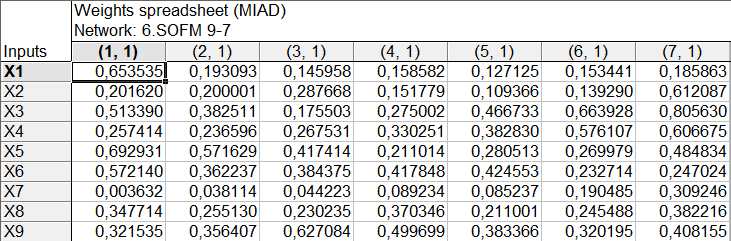 Weights spreadsheet (MIAD)
Network: 6.SOFM 9-7
Inputs (1, 1) (2, 1) (3, 1) (4, 1) (5, 1) (6, 1) (7, 1)
X1 0,653535 0,193093 0,145958 0,158582 0,127125 0,153441 0,185863
X2 0,201620 0,200001 0,287668 0,151779 0,109366 0,139290 0,612087
X3 0,513390 0,382511 0,175503 0,275002 0,466733 0,663928 0,805630
X4 0,257414 0,236596 0,267531 0,330251 0,382830 0,576107 0,606675
X5 0,692931 0,571629 0,417414 0,211014 0,280513 0,269979 0,484834
X6 0,572140 0,362237 0,384375 0,417848 0,424553 0,232714 0,247024
X7 0,003632 0,038114 0,044223 0,089234 0,085237 0,190485 0,309246
X8 0,347714 0,255130 0,230235 0,370346 0,211001 0,245488 0,382216
X9 0,321535 0,356407 0,627084 0,499699 0,383366 0,320195 0,408155